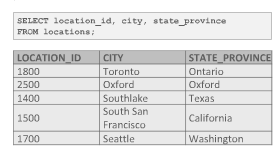 SELECT location_id, city, state_province
FROM locations;
LOCATION_ID CITY STATE_PROVINCE
1800 Toronto Ontario
2500 Oxford Oxford
1400 Southlake Texas
1500 South San Francisco California
1700 Seattle Washington